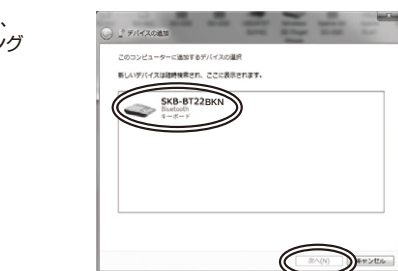 、
ング
デバイスの追加
このコンピューターに追加するデバイスの選択
新しいデバイスは随時検索され、ここに表示されます。
SKB-BT22BKN
Bluetooth
キーボード
次へ(N)
キャンセル